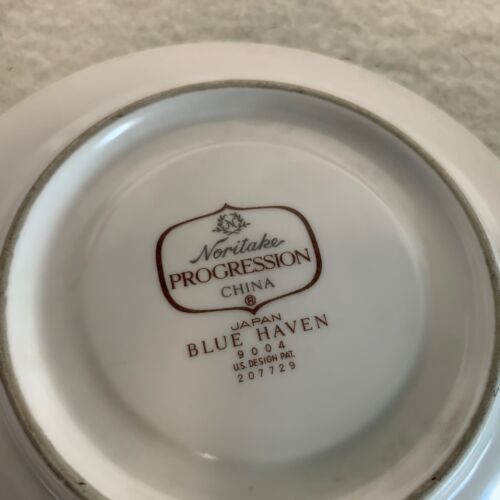 N
Noritake
PROGRESSION
CHINA
®
JAPAN
BLUE HAVEN
9004
U.S. DESIGN PAT.
207729